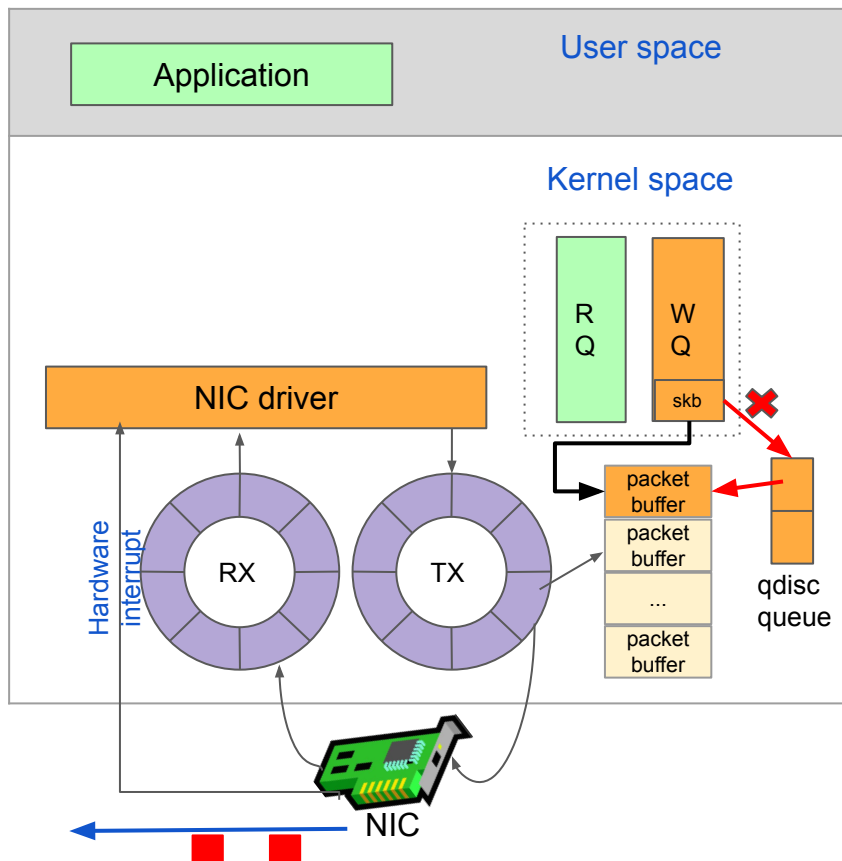 User space
Application
Kernel space
R
Q
W
Q
skb
NIC driver
packet
buffer
packet
buffer
...
packet
buffer
qdisc
queue
Hardware
interrupt
RX
TX
NIC